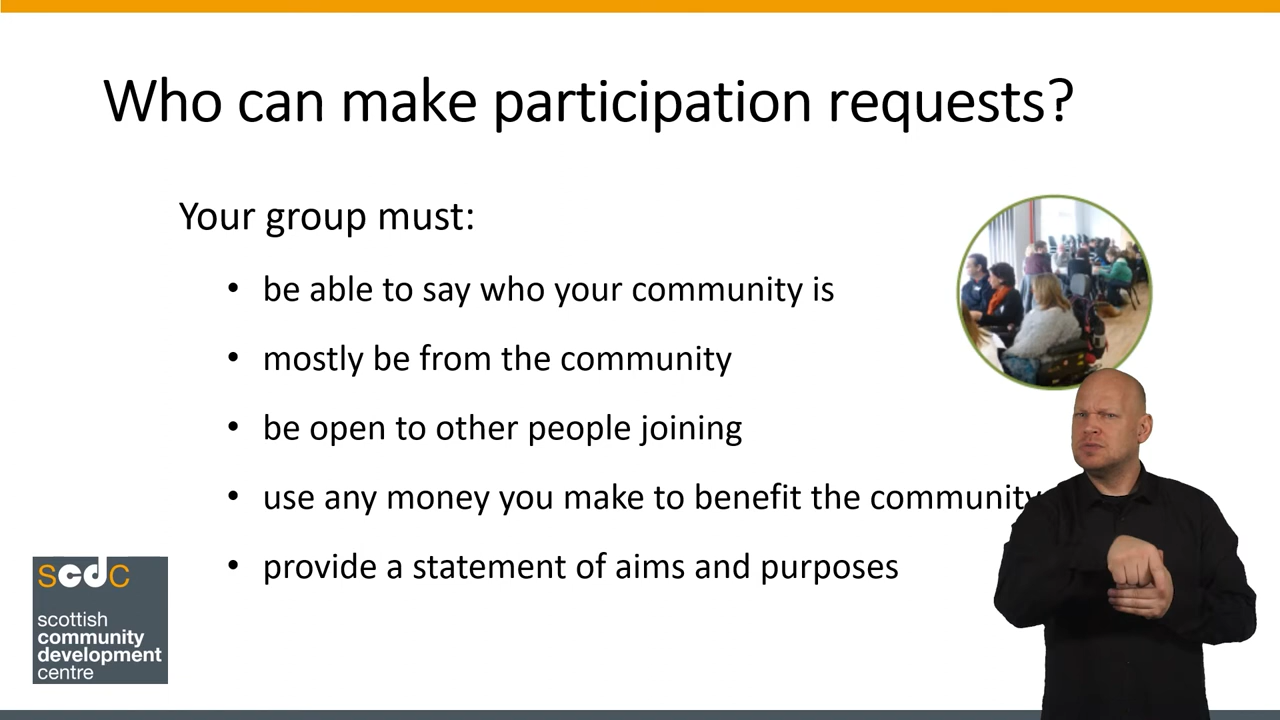 Who can make participation requests?
Your group must:
• be able to say who your community is
• mostly be from the community
• be open to other people joining
• use any money you make to benefit the community
• provide a statement of aims and purposes
scdc
scottish
community
development
centre